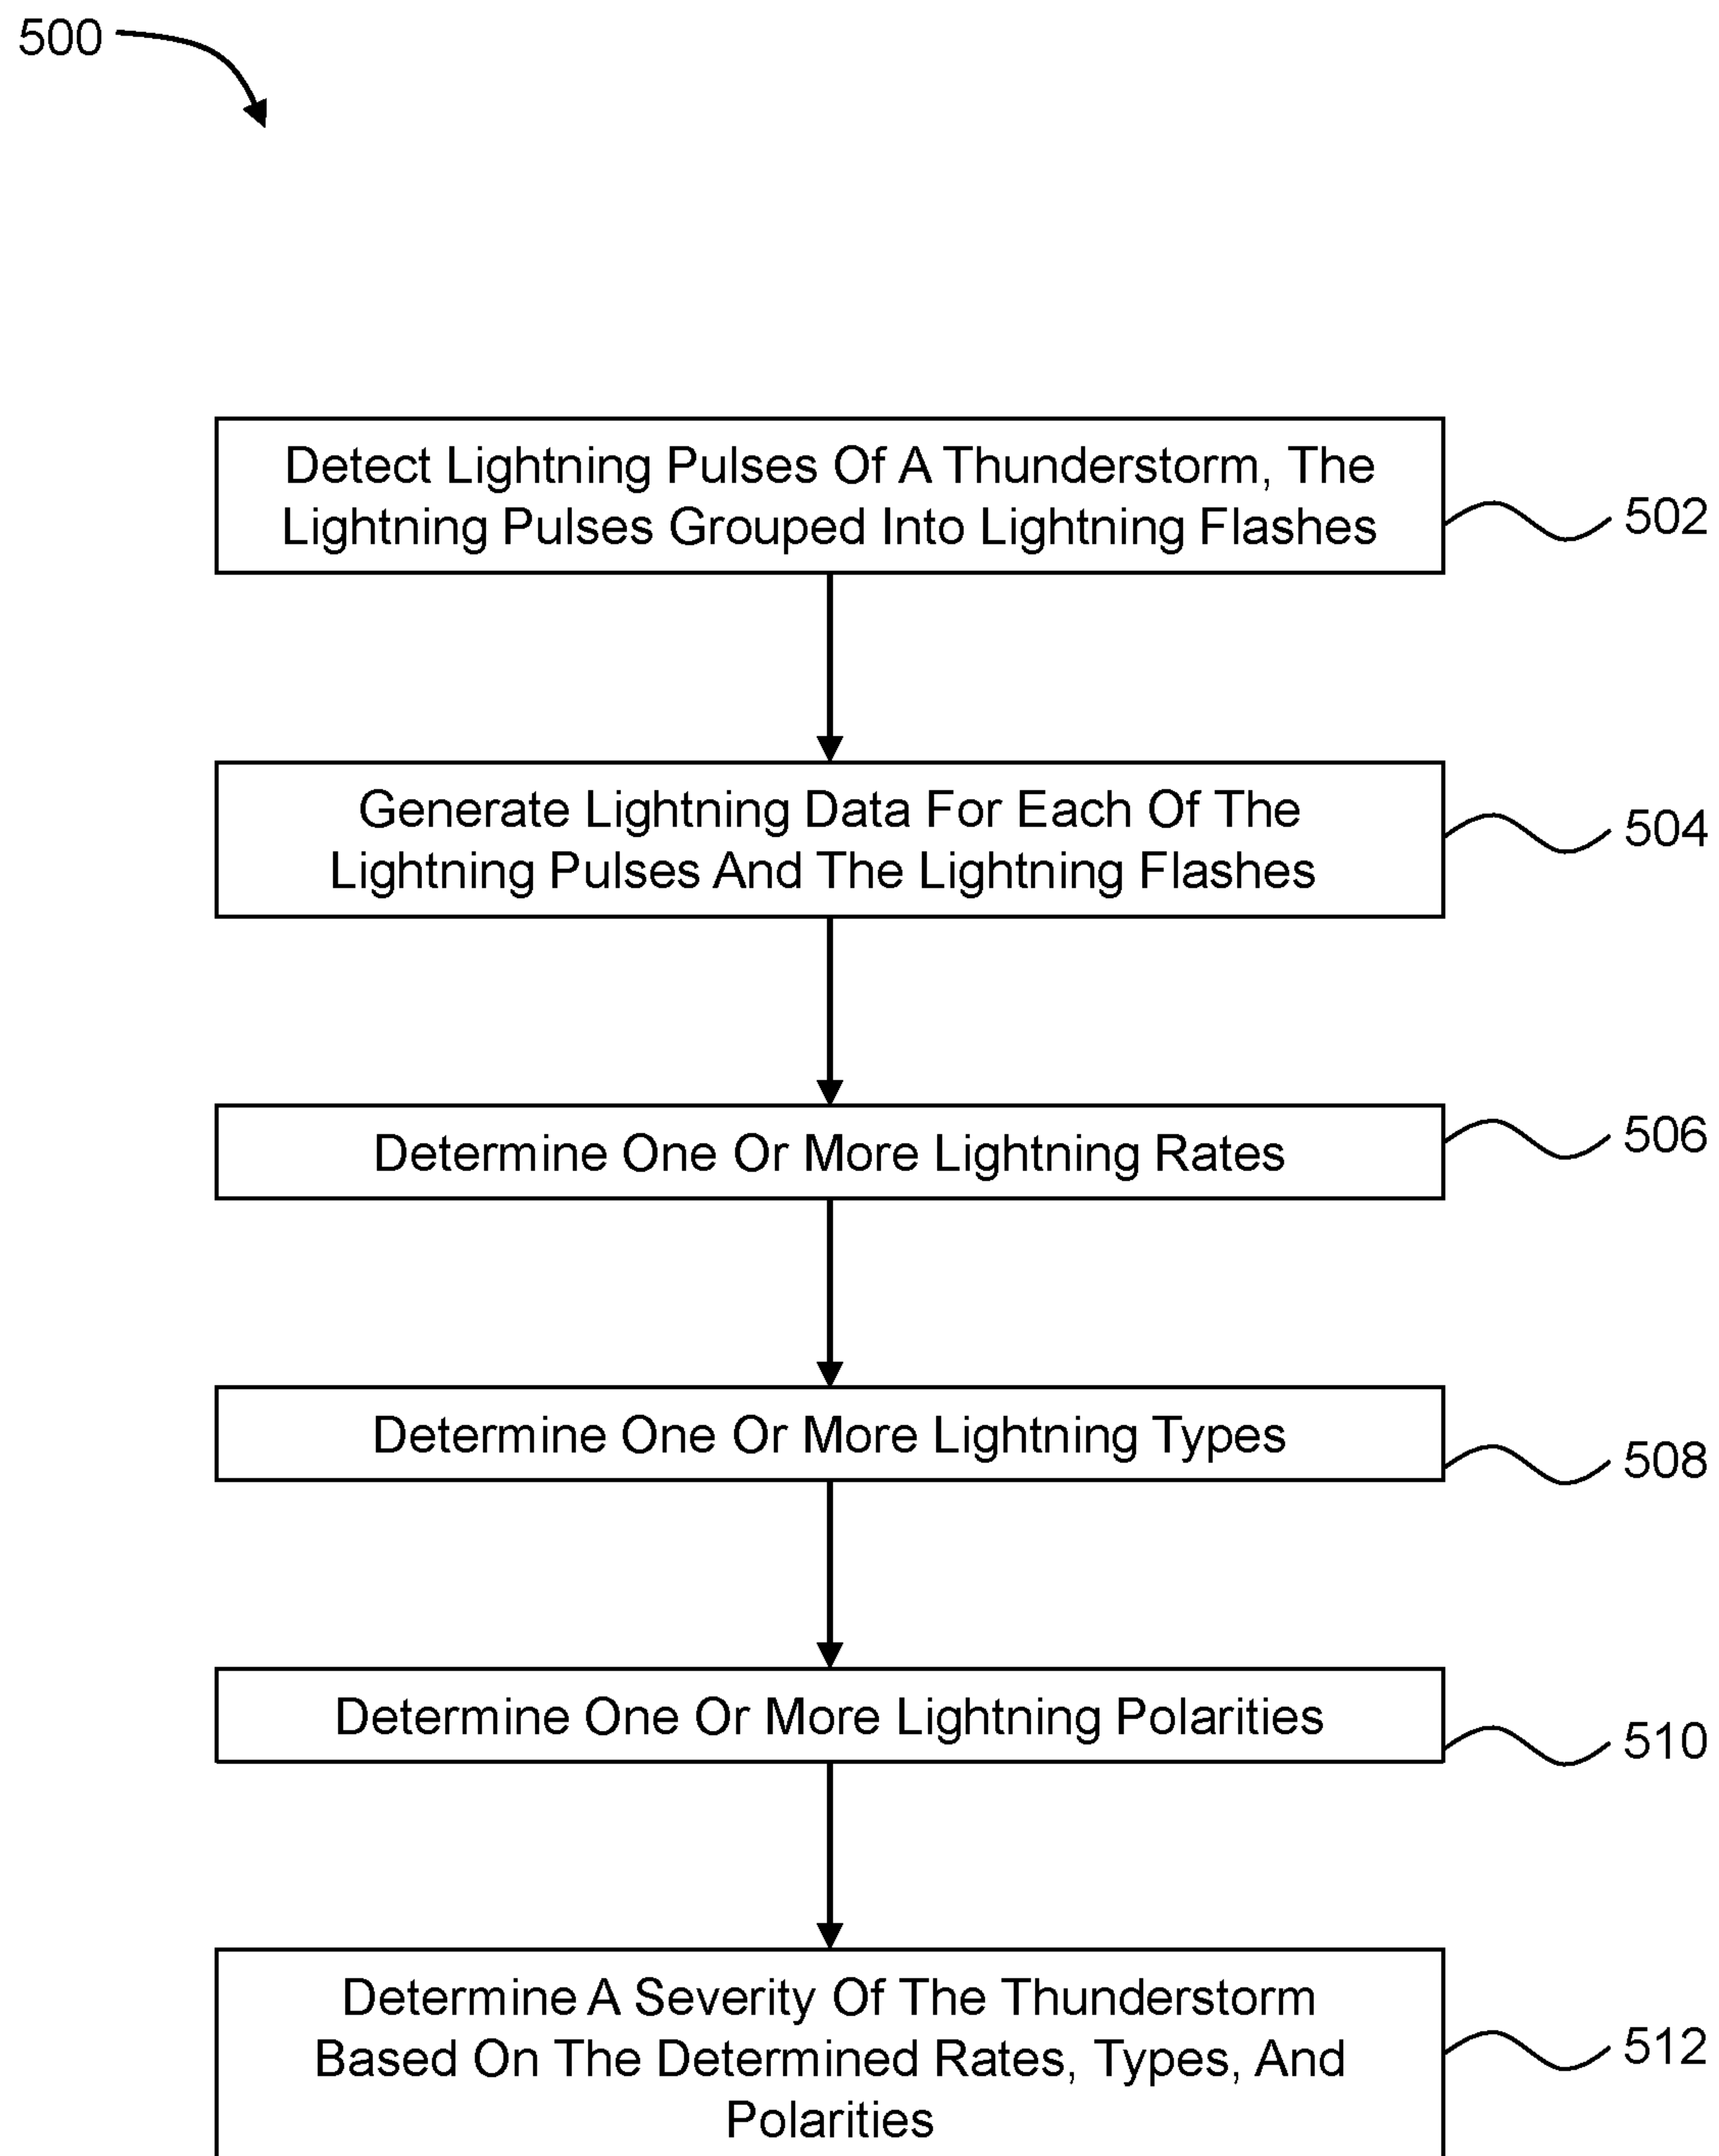 500
Detect Lightning Pulses Of A Thunderstorm, The
Lightning Pulses Grouped Into Lightning Flashes
502
Generate Lightning Data For Each Of The
Lightning Pulses And The Lightning Flashes
504
Determine One Or More Lightning Rates
506
Determine One Or More Lightning Types
508
Determine One Or More Lightning Polarities
510
Determine A Severity Of The Thunderstorm
Based On The Determined Rates, Types, And
Polarities
512